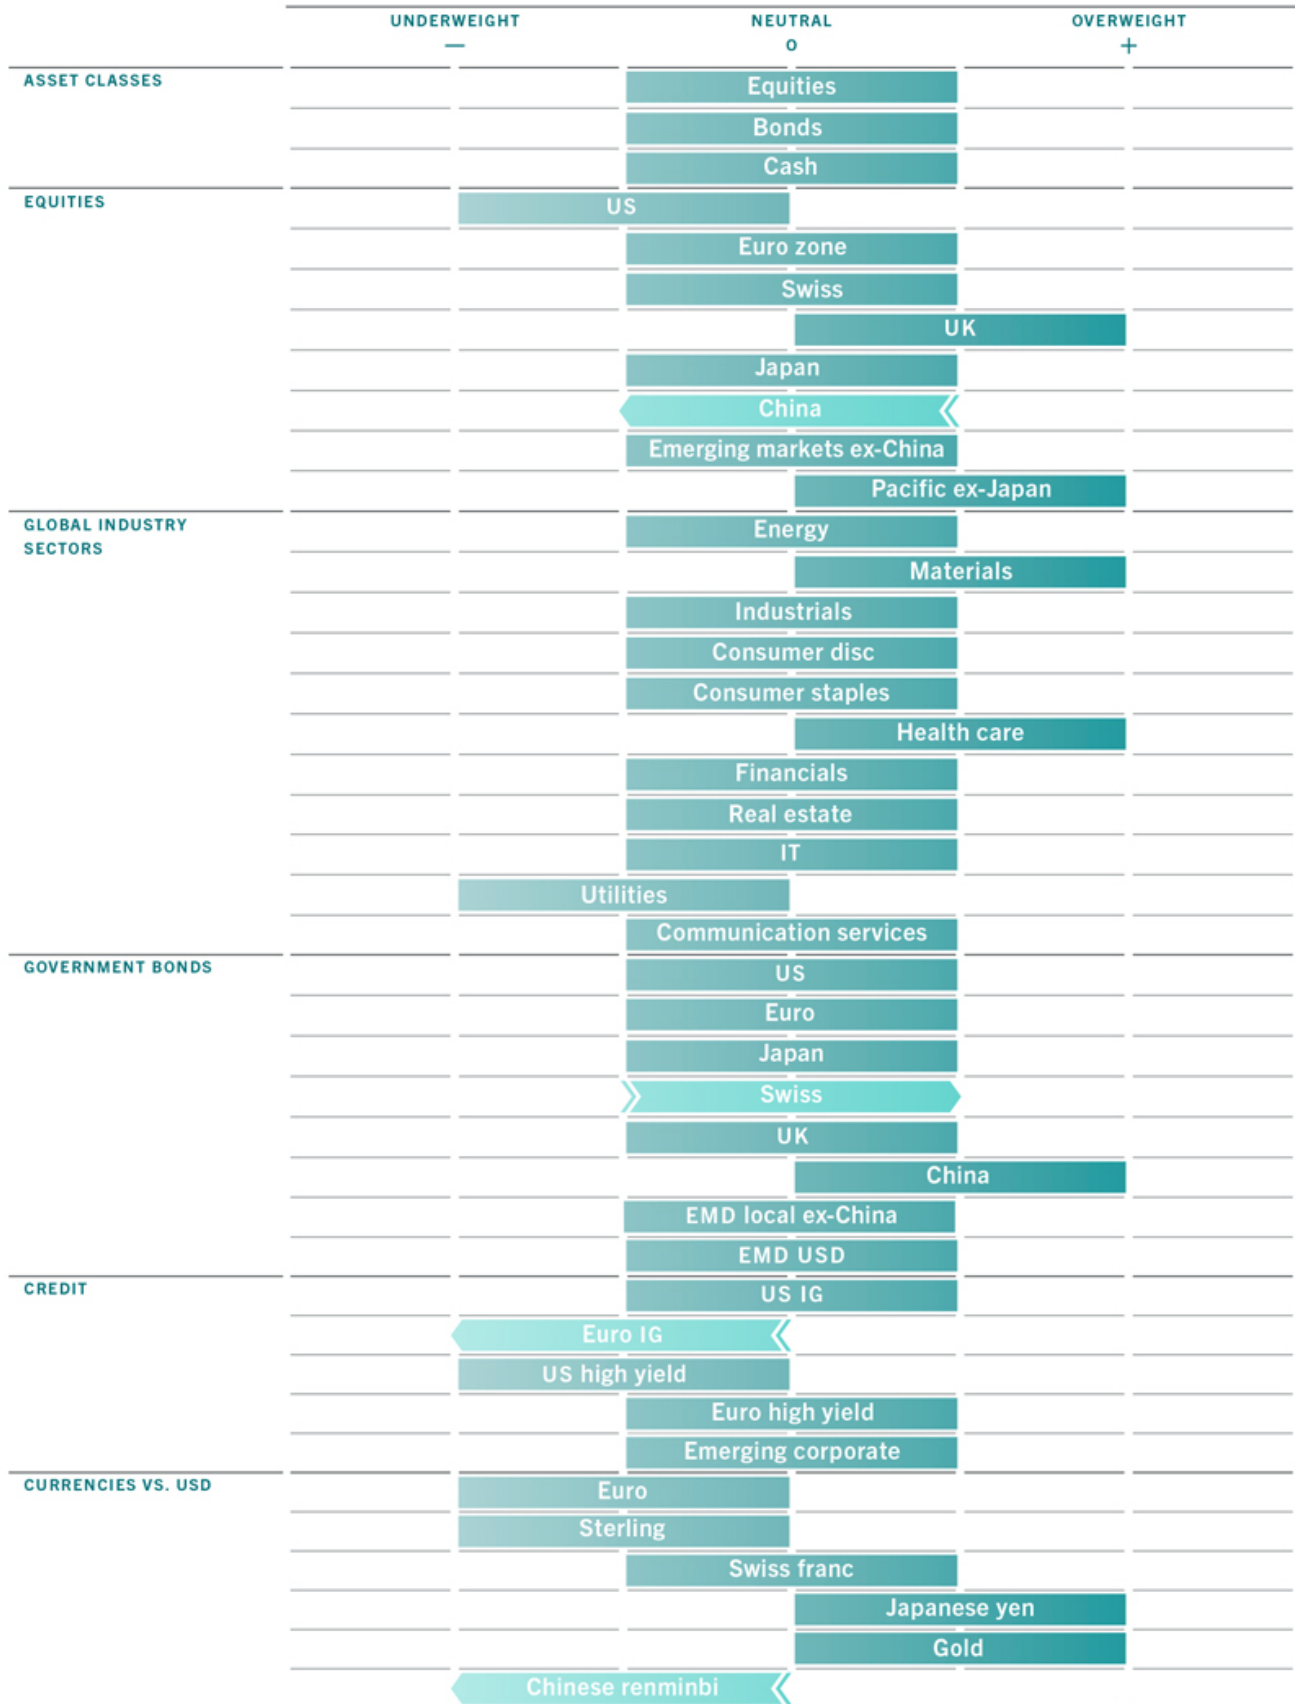 UNDERWEIGHT NEUTRAL OVERWEIGHT
— o +
ASSET CLASSES Equities
Bonds
Cash
EQUITIES US
Euro zone
Swiss
UK
Japan
China
Emerging markets ex-China
Pacific ex-Japan
GLOBAL INDUSTRY Energy
SECTORS
Materials
Industrials
Consumer disc
Consumer staples
Health care
Financials
Real estate
IT
Utilities
Communication services
GOVERNMENT BONDS US
Euro
Japan
Swiss
UK
China
EMD local ex-China
EMD USD
CREDIT US IG
Euro IG
US high yield
Euro high yield
Emerging corporate
CURRENCIES VS. USD Euro
Sterling
Swiss franc
Japanese yen
Gold
Chinese renminbi